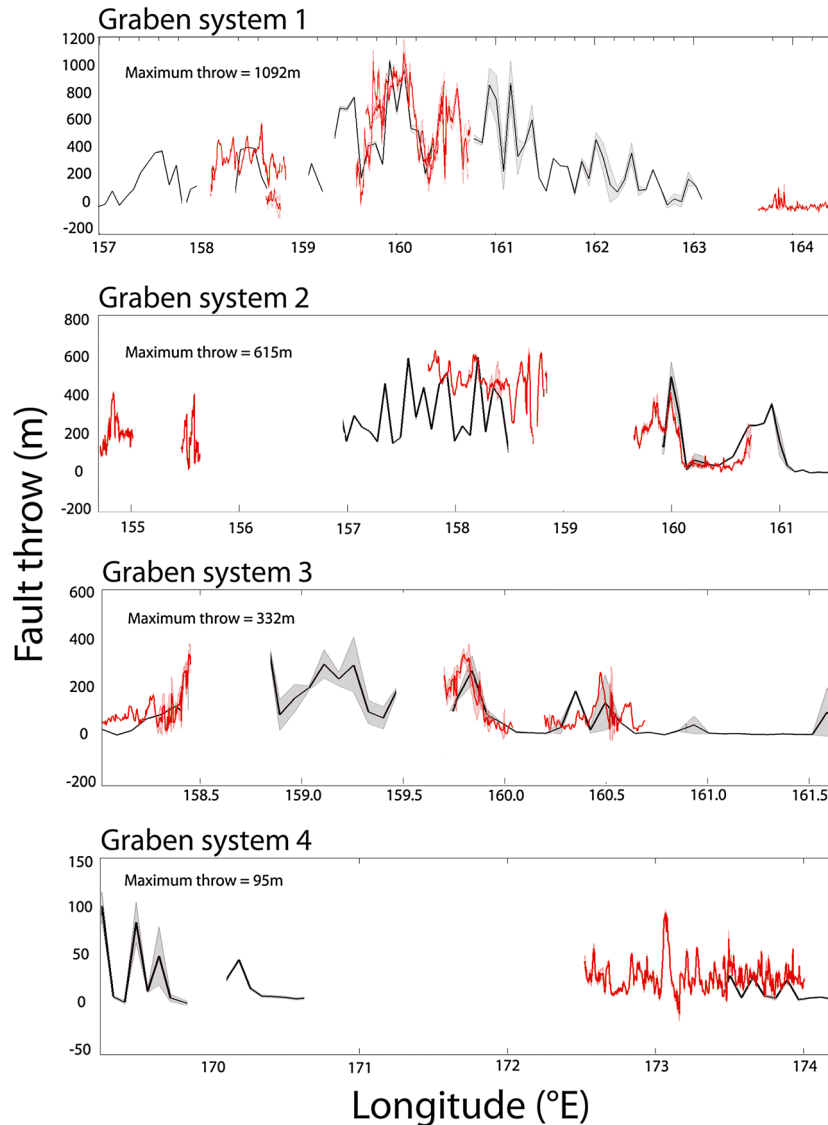 Graben system 1
1200
1000
800
600
400
200
0
-200
Maximum throw = 1092m
157 158 159 160 161 162 163 164
Graben system 2
800
600
400
200
0
-200
Maximum throw = 615m
155 156 157 158 159 160 161
Graben system 3
600
400
200
0
-200
Maximum throw = 332m
158.5 159.0 159.5 160.0 160.5 161.0 161.5
Graben system 4
150
100
50
0
-50
Maximum throw = 95m
170 171 172 173 174
Fault throw (m)
Longitude (°E)